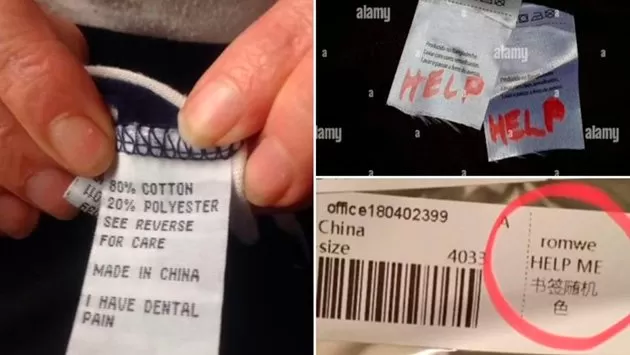 80% COTTON
20% POLYESTER
SEE REVERSE
FOR CARE
MADE IN CHINA
I HAVE DENTAL
PAIN
alamy
a
a
a
a
alamy
alamy
HELP
HELP
office180402399
China
size
4033
A
romwe
HELP ME
书签随机
色